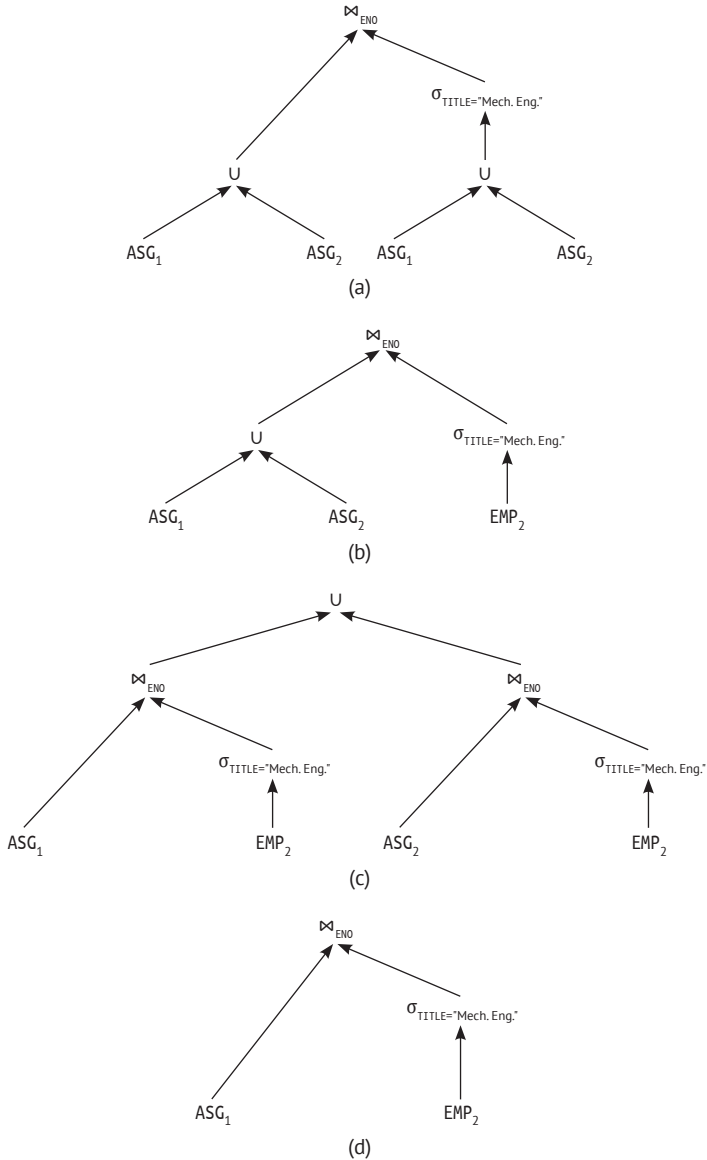 ⋈ENO
σTITLE="Mech. Eng."
∪ ∪
ASG1 ASG2 ASG1 ASG2
(a)
⋈ENO
∪ σTITLE="Mech. Eng."
ASG1 ASG2 EMP2
(b)
∪
⋈ENO ⋈ENO
σTITLE="Mech. Eng." σTITLE="Mech. Eng."
ASG1 EMP2 ASG2 EMP2
(c)
⋈ENO
σTITLE="Mech. Eng."
ASG1 EMP2
(d)